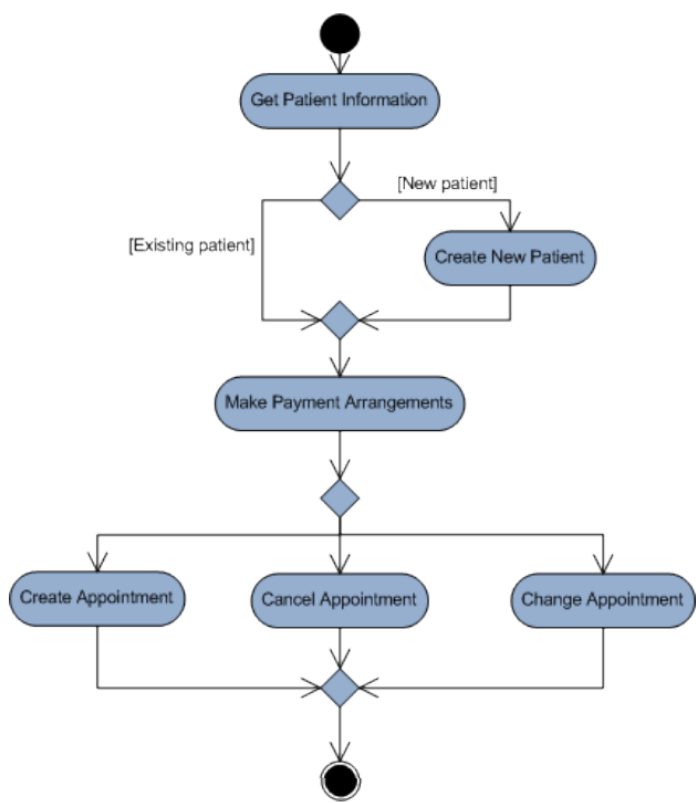 Get Patient Information
[New patient]
[Existing patient]
Create New Patient
Make Payment Arrangements
Create Appointment
Cancel Appointment
Change Appointment